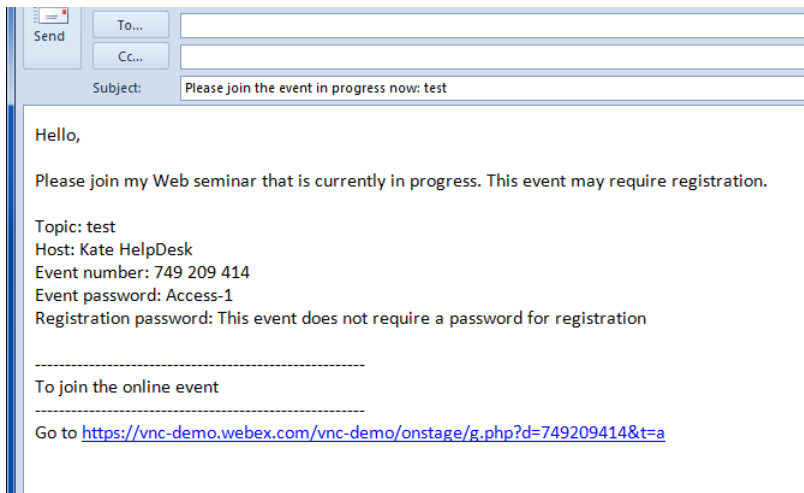 Send
To...
Cc...
Subject:
Please join the event in progress now: test
Hello,
Please join my Web seminar that is currently in progress. This event may require registration.
Topic: test
Host: Kate HelpDesk
Event number: 749 209 414
Event password: Access-1
Registration password: This event does not require a password for registration
-------------------------------------------------------
To join the online event
-------------------------------------------------------
Go to https://vnc-demo.webex.com/vnc-demo/onstage/g.php?d=749209414&t=a